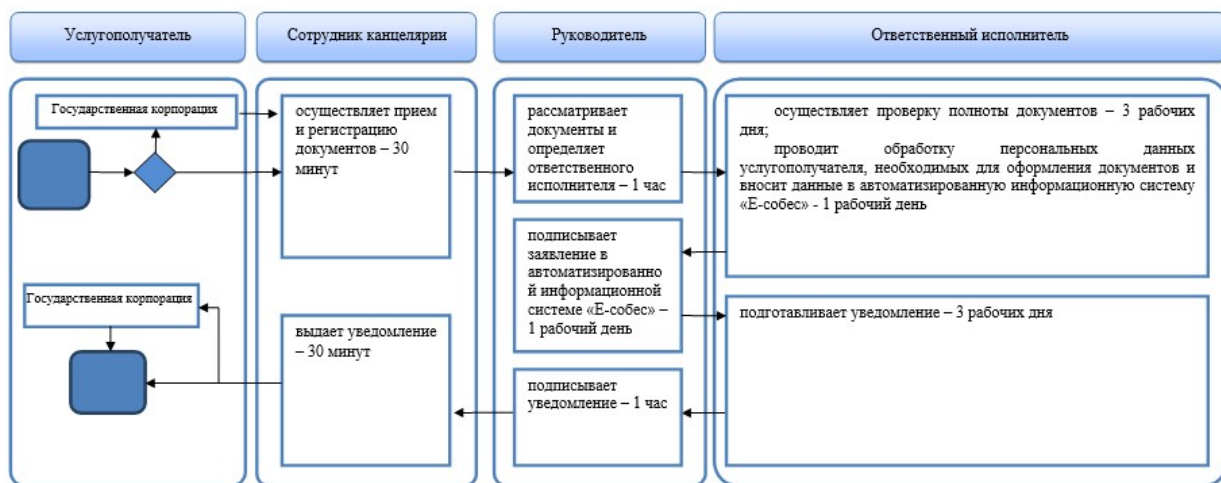 Услугополучатель
Сотрудник канцелярии
Руководитель
Ответственный исполнитель
Государственная корпорация
осуществляет прием
и регистрацию
документов – 30
минут
рассматривает
документы и
определяет
ответственного
исполнителя – 1 час
осуществляет проверку полноты документов – 3 рабочих
дня;
проводит обработку персональных данных
услугополучателя, необходимых для оформления документов и
вносит данные в автоматизированную информационную систему
«Е-собес» - 1 рабочий день
подписывает
заявление в
автоматизированно
й информационной
системе «Е-собес» –
1 рабочий день
Государственная корпорация
выдает уведомление
– 30 минут
подготавливает уведомление – 3 рабочих дня
подписывает
уведомление – 1 час